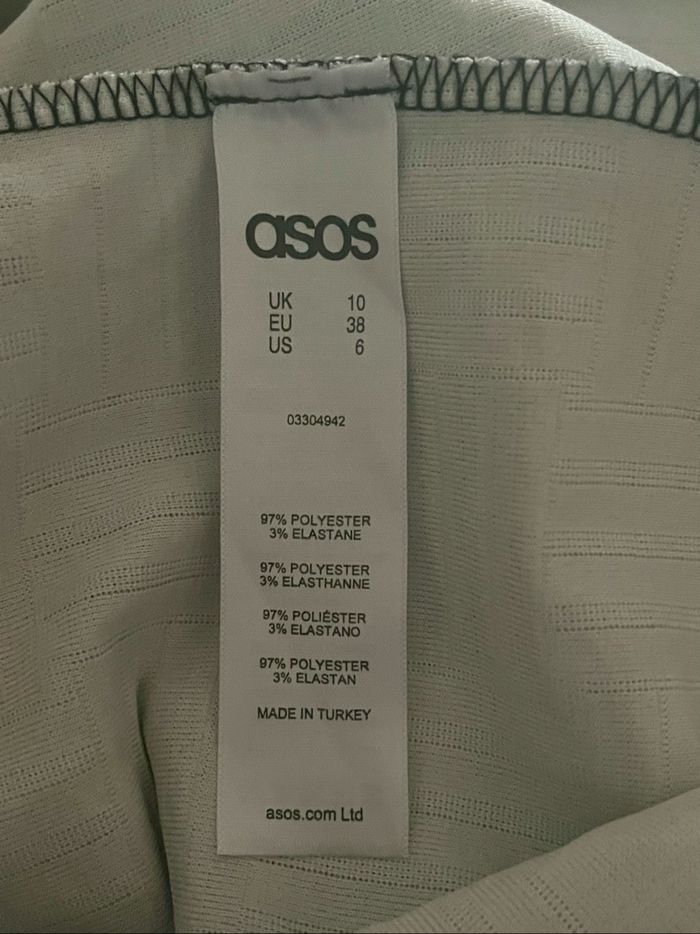 asos
UK 10
EU 38
US 6
03304942
97% POLYESTER
3% ELASTANE
97% POLYESTER
3% ELASTHANNE
97% POLIÉSTER
3% ELASTANO
97% POLYESTER
3% ELASTAN
MADE IN TURKEY
asos.com Ltd